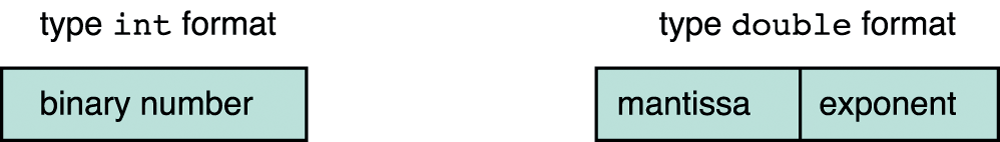 type int format
type double format
binary number
mantissa
exponent